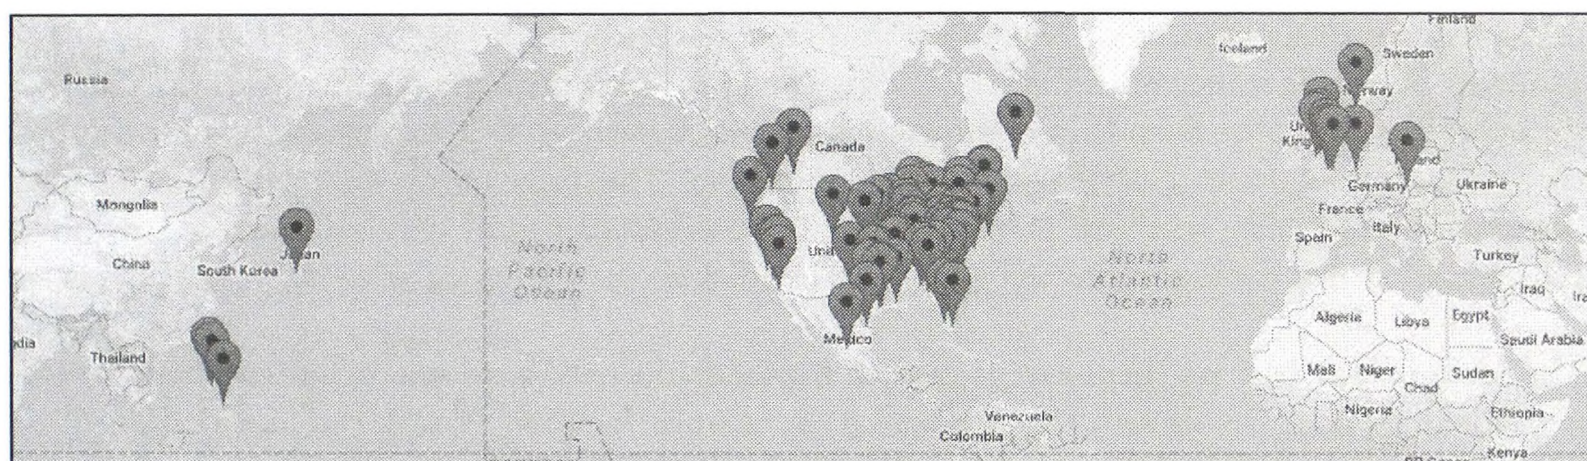 Finland
Iceland
Sweden
Russia
Norway
Canada
Germany
Ukraine
Mongolia
France
Italy
Spain
Japan
China
South Korea
North
Pacific
Ocean
North
Atlantic
Ocean
Turkey
Iraq
Algeria
Libya
Egypt
Mexico
Thailand
Saudi Arabia
Mali
Niger
Chad
Sudan
Nigeria
Ethiopia
Venezuela
Colombia
Kenya